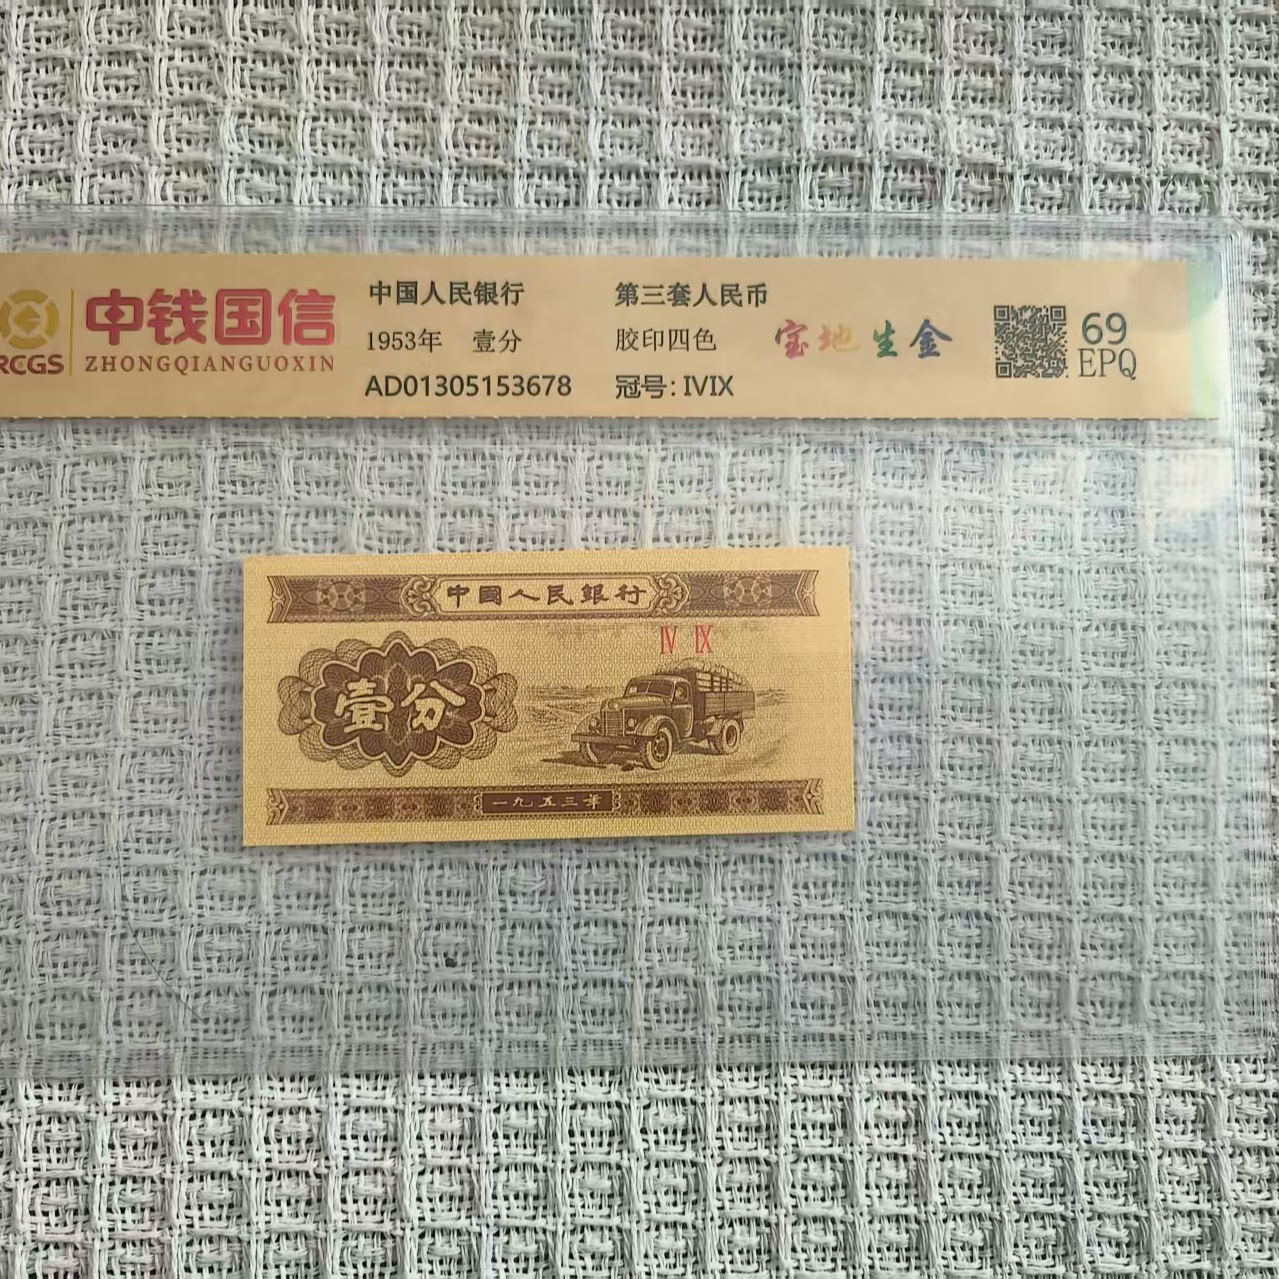 中钱国信
RCGS ZHONGQIANGUOXIN
中国人民银行
1953年 壹分
AD01305153678
第三套人民币
胶印四色
冠号: IVIX
宝地生金
69
EPQ
中國人民銀行
IV IX
壹分
一九五三年